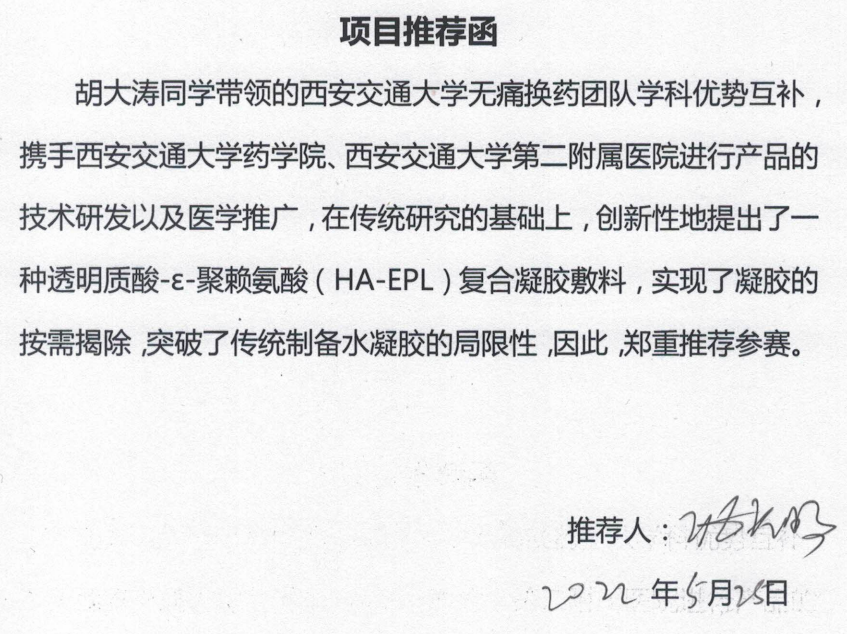 项目推荐函
胡大涛同学带领的西安交通大学无痛换药团队学科优势互补，
携手西安交通大学药学院、西安交通大学第二附属医院进行产品的
技术研发以及医学推广，在传统研究的基础上，创新性地提出了一
种透明质酸-ε-聚赖氨酸（HA-EPL）复合凝胶敷料，实现了凝胶的
按需揭除，突破了传统制备水凝胶的局限性，因此，郑重推荐参赛。
推荐人：
2022年5月25日